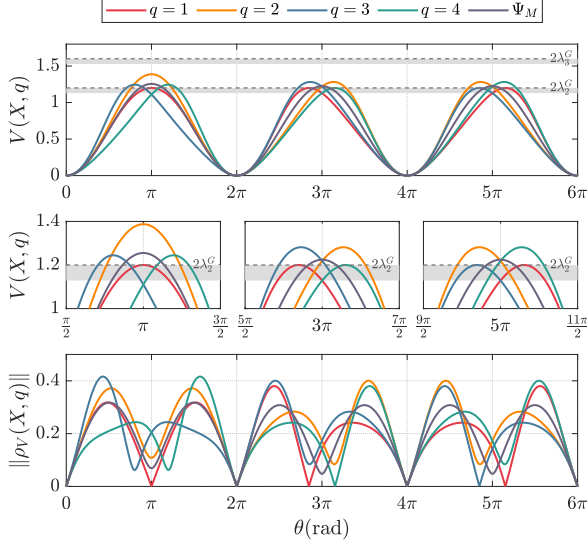 q = 1 q = 2 q = 3 q = 4 Ψ_M
V(X, q)
1.5
1
0.5
0
2λ_3^G
2λ_2^G
0 π 2π 3π 4π 5π 6π
V(X, q)
1.4
1.2
1
2λ_2^G 2λ_2^G 2λ_2^G
π/2 π 3π/2 5π/2 3π 7π/2 9π/2 5π 11π/2
||ρ_V(X, q)||
0.4
0.2
0
0 π 2π 3π 4π 5π 6π
θ(rad)